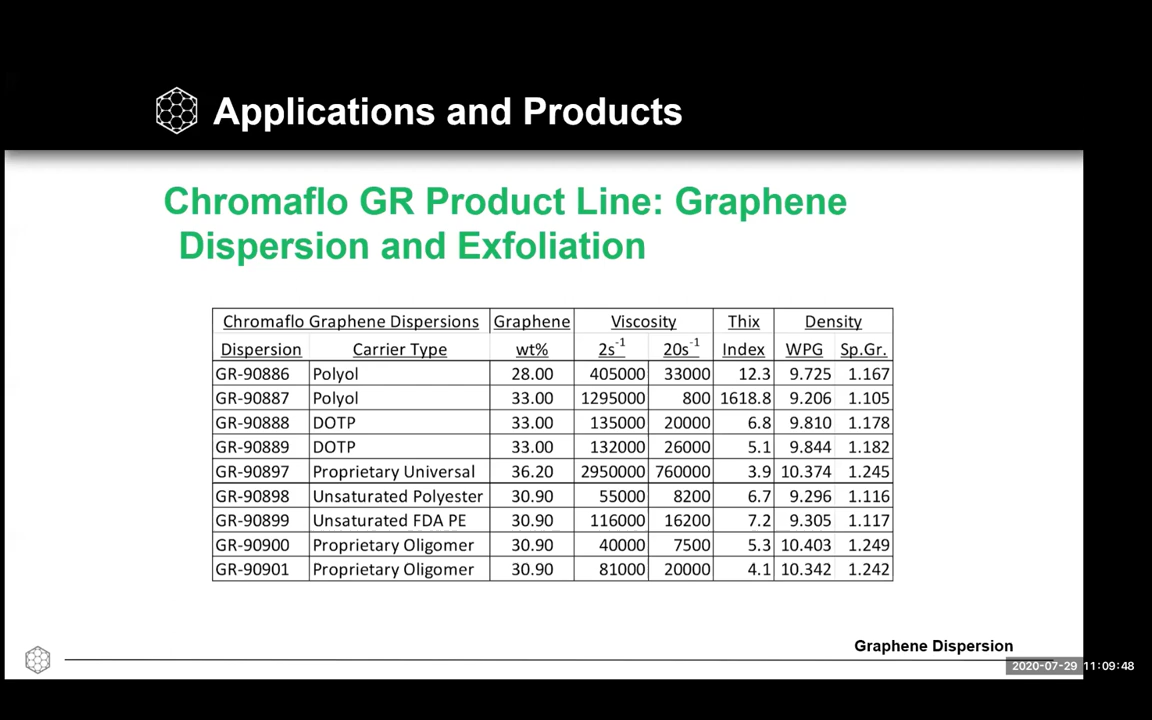 Applications and Products
Chromaflo GR Product Line: Graphene
Dispersion and Exfoliation
Chromaflo Graphene Dispersions Graphene Viscosity Thix Density
Dispersion Carrier Type wt% 2s⁻¹ 20s⁻¹ Index WPG Sp.Gr.
GR-90886 Polyol 28.00 405000 33000 12.3 9.725 1.167
GR-90887 Polyol 33.00 1295000 800 1618.8 9.206 1.105
GR-90888 DOTP 33.00 135000 20000 6.8 9.810 1.178
GR-90889 DOTP 33.00 132000 26000 5.1 9.844 1.182
GR-90897 Proprietary Universal 36.20 2950000 760000 3.9 10.374 1.245
GR-90898 Unsaturated Polyester 30.90 55000 8200 6.7 9.296 1.116
GR-90899 Unsaturated FDA PE 30.90 116000 16200 7.2 9.305 1.117
GR-90900 Proprietary Oligomer 30.90 40000 7500 5.3 10.403 1.249
GR-90901 Proprietary Oligomer 30.90 81000 20000 4.1 10.342 1.242
Graphene Dispersion
2020-07-29 11:09:48